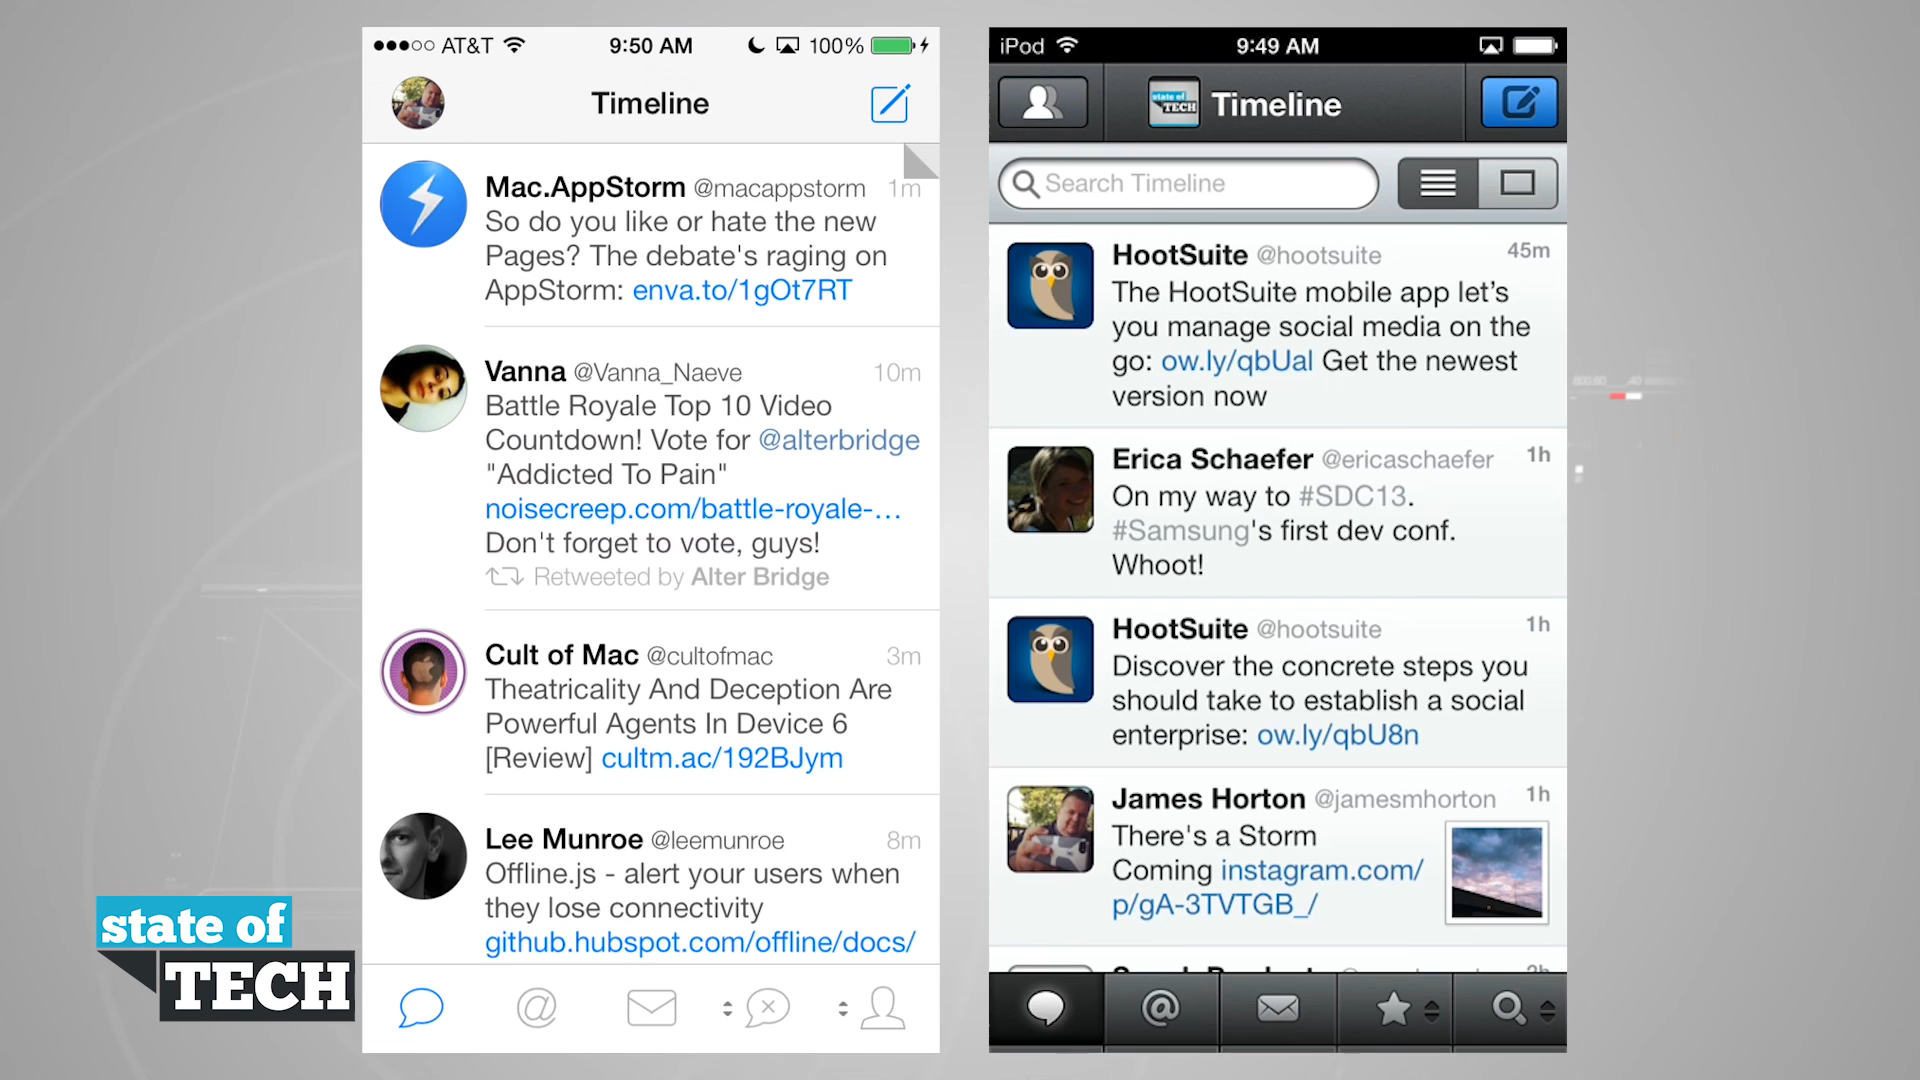 AT&T 9:50 AM 100%
Timeline
Mac.AppStorm @macappstorm 1m
So do you like or hate the new
Pages? The debate's raging on
AppStorm: enva.to/1gOt7RT
Vanna @Vanna_Naeve 10m
Battle Royale Top 10 Video
Countdown! Vote for @alterbridge
"Addicted To Pain"
noisecreep.com/battle-royale-...
Don't forget to vote, guys!
Retweeted by Alter Bridge
Cult of Mac @cultofmac 3m
Theatricality And Deception Are
Powerful Agents In Device 6
[Review] cultm.ac/192BJym
Lee Munroe @leemunroe 8m
Offline.js - alert your users when
they lose connectivity
github.hubspot.com/offline/docs/
iPod 9:49 AM
state of
TECH
Timeline
Search Timeline
HootSuite @hootsuite 45m
The HootSuite mobile app let’s
you manage social media on the
go: ow.ly/qbUal Get the newest
version now
Erica Schaefer @ericaschaefer 1h
On my way to #SDC13.
#Samsung's first dev conf.
Whoot!
HootSuite @hootsuite 1h
Discover the concrete steps you
should take to establish a social
enterprise: ow.ly/qbU8n
James Horton @jamesmhorton 1h
There's a Storm
Coming instagram.com/
p/gA-3TVTGB_/
2h
state of
TECH